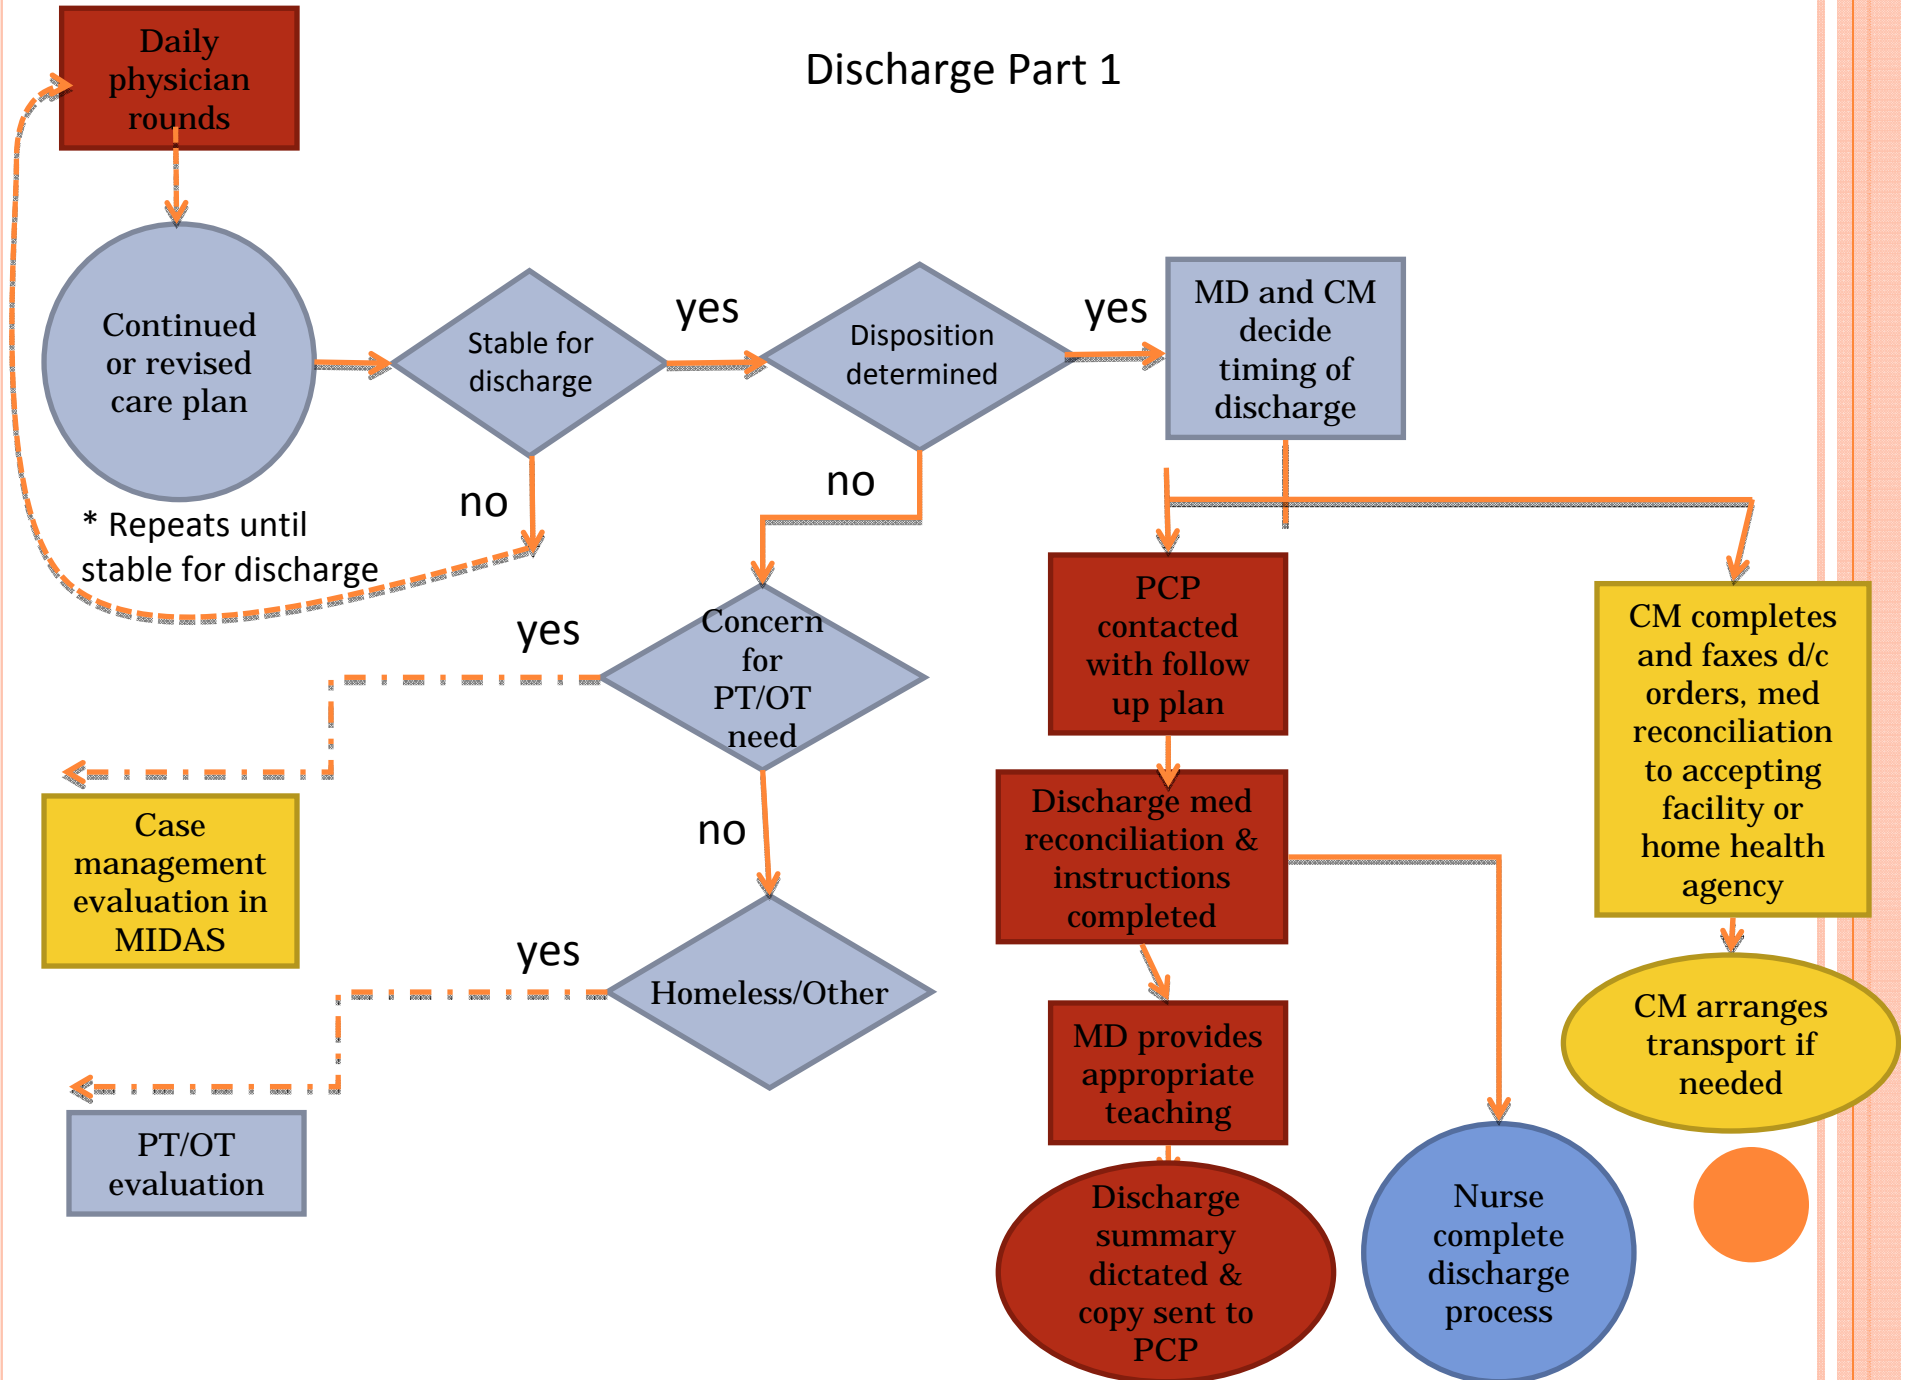 Discharge Part 1
Daily
physician
rounds
Continued
or revised
care plan
* Repeats until
stable for discharge
Stable for
discharge
yes
no
Disposition
determined
yes
no
MD and CM
decide
timing of
discharge
Concern
for
PT/OT
need
yes
no
Case
management
evaluation in
MIDAS
Homeless/Other
yes
PT/OT
evaluation
PCP
contacted
with follow
up plan
Discharge med
reconciliation &
instructions
completed
MD provides
appropriate
teaching
Discharge
summary
dictated &
copy sent to
PCP
Nurse
complete
discharge
process
CM completes
and faxes d/c
orders, med
reconciliation
to accepting
facility or
home health
agency
CM arranges
transport if
needed